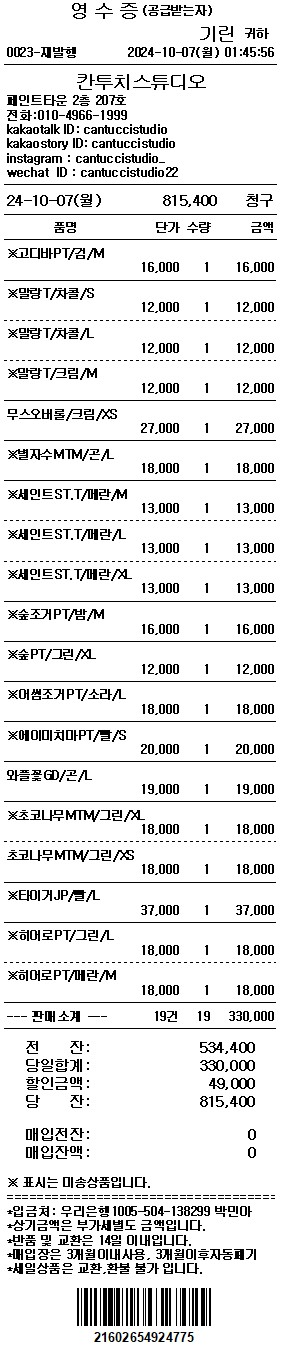 영 수 증 (공급받는자)
기린 귀하
0023-재발행 2024-10-07(월) 01:45:56
칸투치스튜디오
페인트타운 2층 207호
전화:010-4966-1999
kakaotalk ID: cantuccistudio
kakaostory ID: cantuccistudio
instagram : cantuccistudio_
wechat ID : cantuccistudio22
24-10-07(월) 815,400 청구
품명 단가 수량 금액
※고디바PT/검/M
16,000 1 16,000
※말랑T/차콜/S
12,000 1 12,000
※말랑T/차콜/L
12,000 1 12,000
※말랑T/크림/M
12,000 1 12,000
무스오버롤/크림/XS
27,000 1 27,000
※별자수MTM/곤/L
18,000 1 18,000
※세인트ST.T/메란/M
13,000 1 13,000
※세인트ST.T/메란/L
13,000 1 13,000
※세인트ST.T/메란/XL
13,000 1 13,000
※숲조거PT/밤/M
16,000 1 16,000
※숲PT/그린/XL
12,000 1 12,000
※어썸조거PT/소라/L
18,000 1 18,000
※에이미치마PT/빨/S
20,000 1 20,000
와플꽃GD/곤/L
19,000 1 19,000
※초코나무MTM/그린/XL
18,000 1 18,000
초코나무MTM/그린/XS
18,000 1 18,000
※타이거JP/빨/L
37,000 1 37,000
※히어로PT/그린/L
18,000 1 18,000
※히어로PT/메란/M
18,000 1 18,000
--- 판매소계 --- 19건 19 330,000
전 잔: 534,400
당일합계: 330,000
할인금액: 49,000
당 잔: 815,400
매입전잔: 0
매입잔액: 0
※ 표시는 미송상품입니다.
===================================
*입금처: 우리은행1005-504-138299 박민아
*상기금액은 부가세별도 금액입니다.
*반품 및 교환은 14일 이내입니다.
*매입장은 3개월이내사용, 3개월이후자동폐기
*세일상품은 교환,환불 불가 입니다.
21602654924775